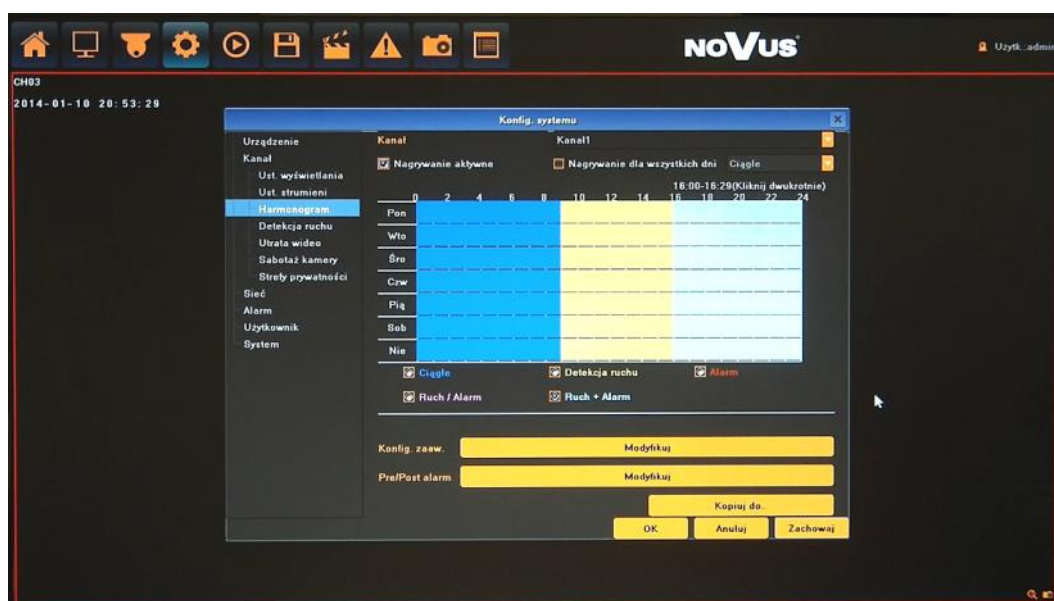 NOVUS
Użytk.:admin
CH03
2014-01-10 20:53:29
Konfig. systemu
Urządzenie
Kanał
Ust. wyświetlania
Ust. strumieni
Harmonogram
Detekcja ruchu
Utrata wideo
Sabotaż kamery
Strefy prywatności
Sieć
Alarm
Użytkownik
System
Kanał Kanał1
Nagrywanie aktywne Nagrywanie dla wszystkich dni Ciągłe
16:00-16:29(Kliknij dwukrotnie)
0 2 4 6 8 10 12 14 16 18 20 22 24
Pon
Wto
Śro
Czw
Pią
Sob
Nie
Ciągłe Detekcja ruchu Alarm
Ruch / Alarm Ruch + Alarm
Konfig. zaaw. Modyfikuj
Pre/Post alarm Modyfikuj
Kopiuj do.
OK Anuluj Zachowaj